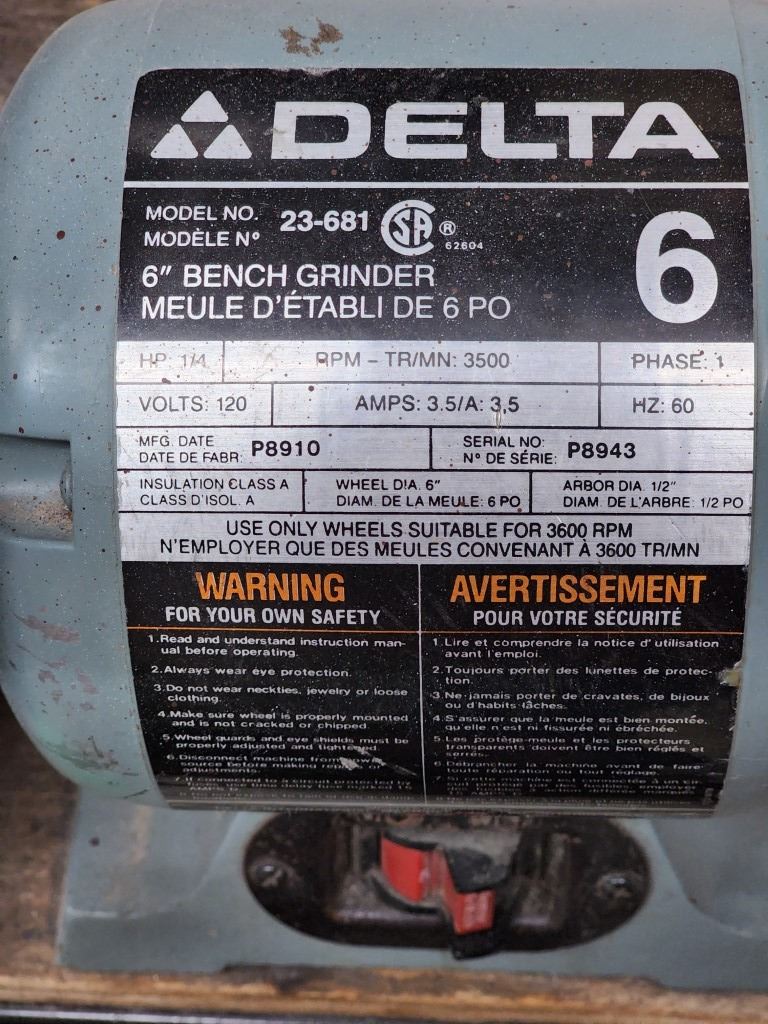 DELTA
MODEL NO. 23-681 CSA ®
MODÈLE Nº 62604
6" BENCH GRINDER 6
MEULE D'ÉTABLI DE 6 PO
HP: 1/4 RPM – TR/MN: 3500 PHASE: 1
VOLTS: 120 AMPS: 3.5/A: 3,5 HZ: 60
MFG. DATE
DATE DE FABR: P8910
SERIAL NO:
Nº DE SÉRIE: P8943
INSULATION CLASS A
CLASS D'ISOL. A
WHEEL DIA. 6"
DIAM. DE LA MEULE: 6 PO
ARBOR DIA. 1/2"
DIAM. DE L'ARBRE: 1/2 PO
USE ONLY WHEELS SUITABLE FOR 3600 RPM
N'EMPLOYER QUE DES MEULES CONVENANT À 3600 TR/MN
WARNING
FOR YOUR OWN SAFETY
1. Read and understand instruction man-
ual before operating.
2. Always wear eye protection.
3. Do not wear neckties, jewelry or loose
clothing.
4. Make sure wheel is properly mounted
and is not cracked or chipped.
5. Wheel guards and eye shields must be
properly adjusted and tightened.
6. Disconnect machine from
source before making
adjustments.
AVERTISSEMENT
POUR VOTRE SÉCURITÉ
1. Lire et comprendre la notice d'utilisation
avant l'emploi.
2. Toujours porter des lunettes de protec-
tion.
3. Ne jamais porter de cravates, de bijoux
ou d'habits lâches.
4. S'assurer que la meule est bien montée,
qu'elle n'est ni fissurée ni ébréchée.
5. Les protège-meule et les protecteurs
transparents doivent être bien réglés et
serrés.
6. Débrancher la machine avant de faire
toute réparation ou tout réglage.